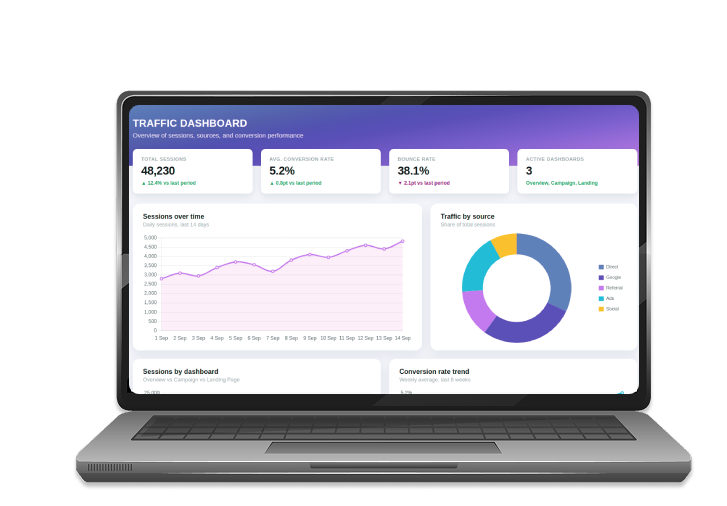 TRAFFIC DASHBOARD
Overview of sessions, sources, and conversion performance
TOTAL SESSIONS
48,230
▲ 12.4% vs last period
AVG. CONVERSION RATE
5.2%
▲ 0.6pt vs last period
BOUNCE RATE
38.1%
▼ 2.1pt vs last period
ACTIVE DASHBOARDS
3
Overview, Campaign, Landing
Sessions over time
Daily sessions, last 14 days
5,000
4,500
4,000
3,500
3,000
2,500
2,000
1,500
1,000
500
0
1 Sep 2 Sep 3 Sep 4 Sep 5 Sep 6 Sep 7 Sep 8 Sep 9 Sep 10 Sep 11 Sep 12 Sep 13 Sep 14 Sep
Traffic by source
Share of total sessions
Direct
Google
Referral
Ads
Social
Sessions by dashboard
Overview vs Campaign vs Landing Page
25,000
Conversion rate trend
Weekly average, last 8 weeks